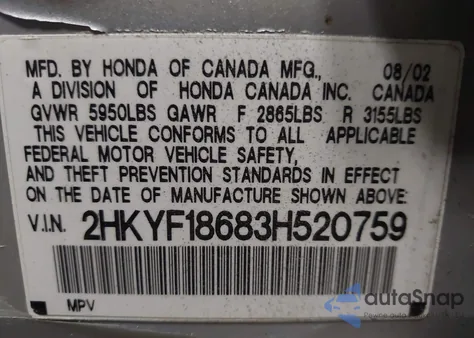 MFD. BY HONDA OF CANADA MFG., 08/02
A DIVISION OF HONDA CANADA INC. CANADA
GVWR 5950LBS GAWR F 2865LBS R 3155LBS
THIS VEHICLE CONFORMS TO ALL APPLICABLE
FEDERAL MOTOR VEHICLE SAFETY,
AND THEFT PREVENTION STANDARDS IN EFFECT
ON THE DATE OF MANUFACTURE SHOWN ABOVE.
V.I.N. 2HKYF18683H520759
MPV
autoSnap